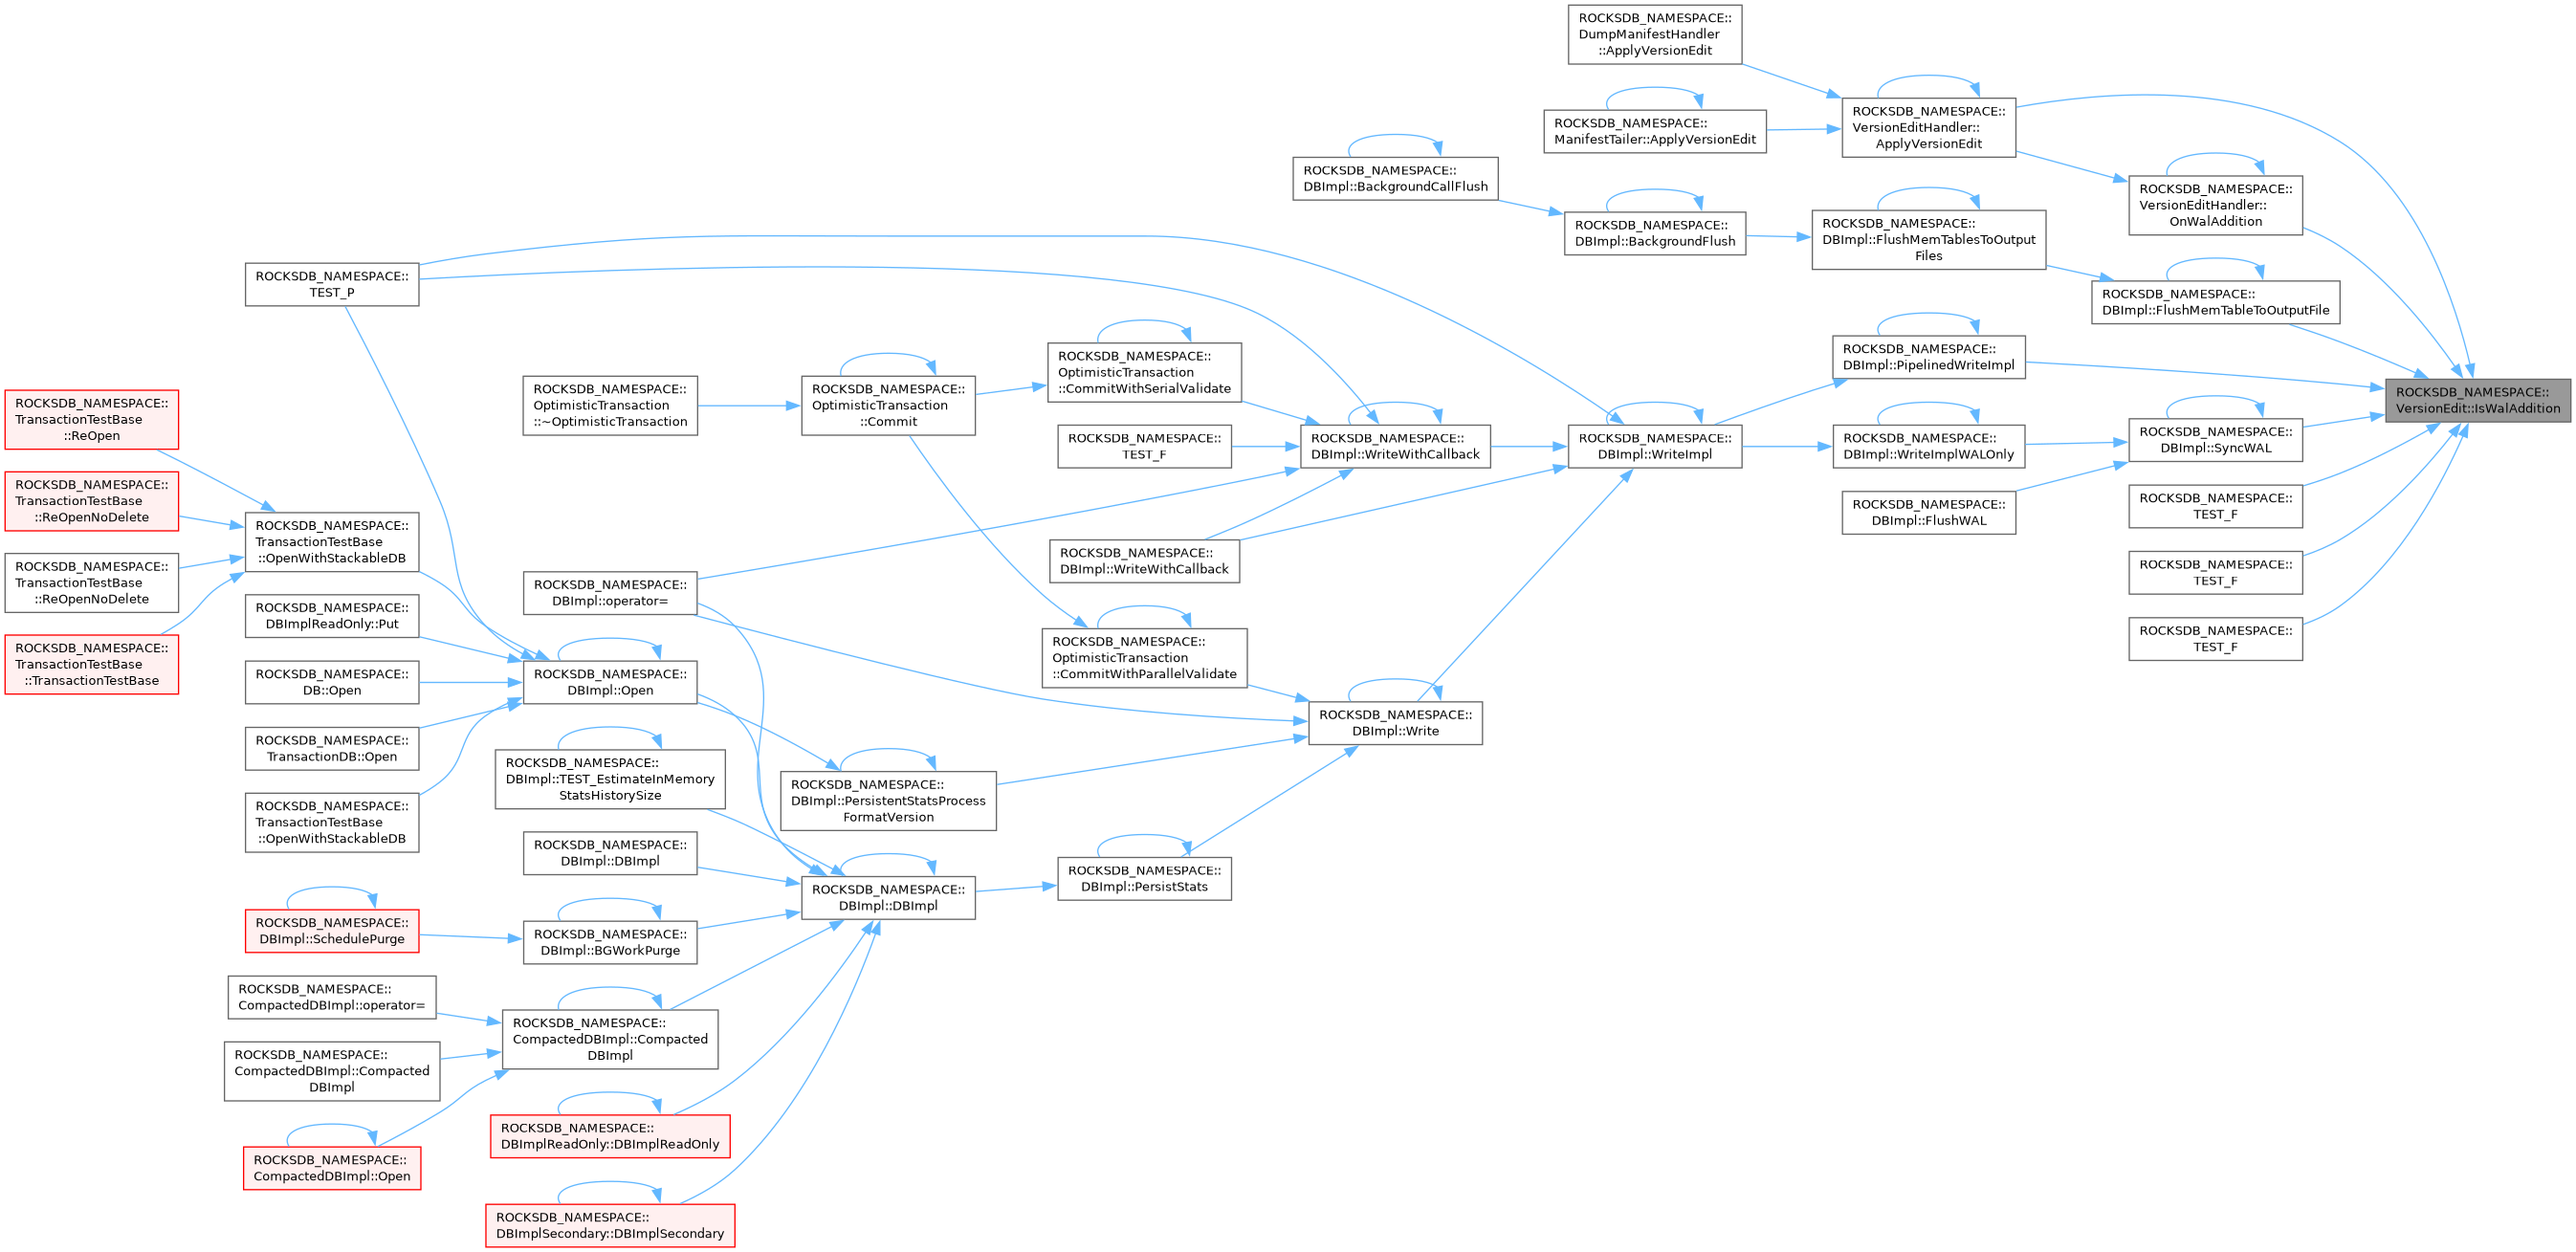 ROCKSDB_NAMESPACE::
DumpManifestHandler
::ApplyVersionEdit
ROCKSDB_NAMESPACE::
ManifestTailer::ApplyVersionEdit
ROCKSDB_NAMESPACE::
VersionEditHandler::
ApplyVersionEdit
ROCKSDB_NAMESPACE::
DBImpl::BackgroundCallFlush
ROCKSDB_NAMESPACE::
VersionEditHandler::
OnWalAddition
ROCKSDB_NAMESPACE::
DBImpl::BackgroundFlush
ROCKSDB_NAMESPACE::
DBImpl::FlushMemTablesToOutput
Files
ROCKSDB_NAMESPACE::
TEST_P
ROCKSDB_NAMESPACE::
DBImpl::FlushMemTableToOutputFile
ROCKSDB_NAMESPACE::
DBImpl::PipelinedWriteImpl
ROCKSDB_NAMESPACE::
OptimisticTransaction
::CommitWithSerialValidate
ROCKSDB_NAMESPACE::
OptimisticTransaction
::~OptimisticTransaction
ROCKSDB_NAMESPACE::
OptimisticTransaction
::Commit
ROCKSDB_NAMESPACE::
VersionEdit::IsWalAddition
ROCKSDB_NAMESPACE::
TransactionTestBase
::ReOpen
ROCKSDB_NAMESPACE::
TEST_F
ROCKSDB_NAMESPACE::
DBImpl::WriteWithCallback
ROCKSDB_NAMESPACE::
DBImpl::WriteImpl
ROCKSDB_NAMESPACE::
DBImpl::WriteImplWALOnly
ROCKSDB_NAMESPACE::
DBImpl::SyncWAL
ROCKSDB_NAMESPACE::
TransactionTestBase
::ReOpenNoDelete
ROCKSDB_NAMESPACE::
DBImpl::FlushWAL
ROCKSDB_NAMESPACE::
TEST_F
ROCKSDB_NAMESPACE::
TransactionTestBase
::OpenWithStackableDB
ROCKSDB_NAMESPACE::
DBImpl::WriteWithCallback
ROCKSDB_NAMESPACE::
TEST_F
ROCKSDB_NAMESPACE::
TransactionTestBase
::ReOpenNoDelete
ROCKSDB_NAMESPACE::
DBImpl::operator=
ROCKSDB_NAMESPACE::
DBImplReadOnly::Put
ROCKSDB_NAMESPACE::
TEST_F
ROCKSDB_NAMESPACE::
TransactionTestBase
::TransactionTestBase
ROCKSDB_NAMESPACE::
OptimisticTransaction
::CommitWithParallelValidate
ROCKSDB_NAMESPACE::
DB::Open
ROCKSDB_NAMESPACE::
DBImpl::Open
ROCKSDB_NAMESPACE::
DBImpl::Write
ROCKSDB_NAMESPACE::
TransactionDB::Open
ROCKSDB_NAMESPACE::
DBImpl::TEST_EstimateInMemory
StatsHistorySize
ROCKSDB_NAMESPACE::
DBImpl::PersistentStatsProcess
FormatVersion
ROCKSDB_NAMESPACE::
TransactionTestBase
::OpenWithStackableDB
ROCKSDB_NAMESPACE::
DBImpl::DBImpl
ROCKSDB_NAMESPACE::
DBImpl::PersistStats
ROCKSDB_NAMESPACE::
DBImpl::DBImpl
ROCKSDB_NAMESPACE::
DBImpl::SchedulePurge
ROCKSDB_NAMESPACE::
DBImpl::BGWorkPurge
ROCKSDB_NAMESPACE::
CompactedDBImpl::operator=
ROCKSDB_NAMESPACE::
CompactedDBImpl::Compacted
DBImpl
ROCKSDB_NAMESPACE::
CompactedDBImpl::Compacted
DBImpl
ROCKSDB_NAMESPACE::
DBImplReadOnly::DBImplReadOnly
ROCKSDB_NAMESPACE::
CompactedDBImpl::Open
ROCKSDB_NAMESPACE::
DBImplSecondary::DBImplSecondary